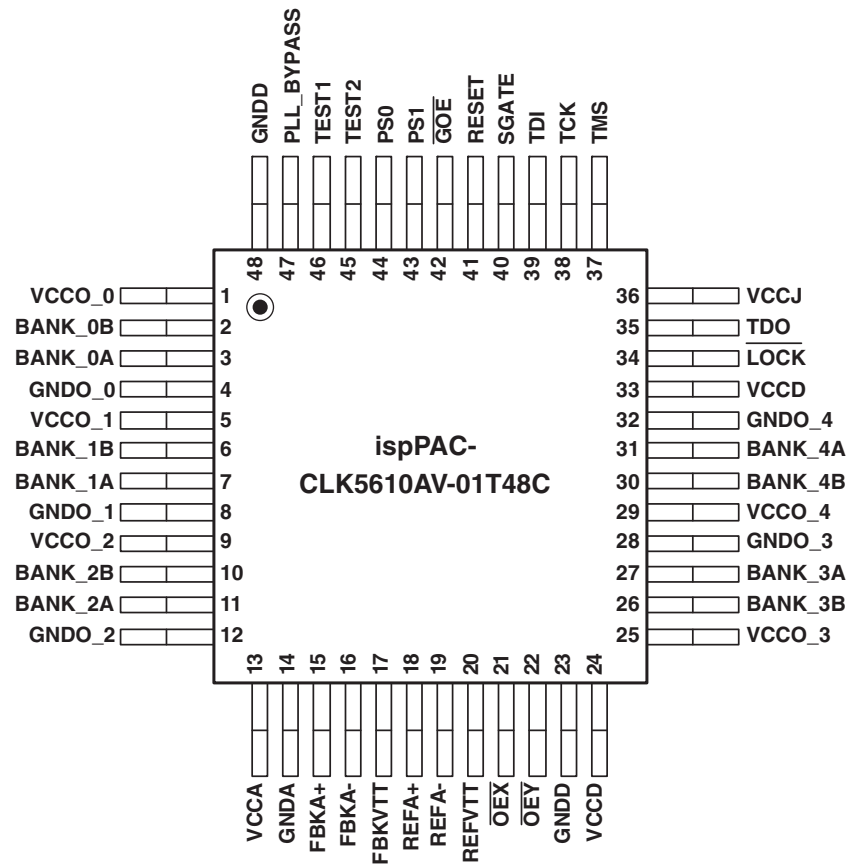 GNDD
PLL_BYPASS
TEST1
TEST2
PS0
PS1
GOE
RESET
SGATE
TDI
TCK
TMS
48
47
46
45
44
43
42
41
40
39
38
37
VCCO_0 1
BANK_0B 2
BANK_0A 3
GNDO_0 4
VCCO_1 5
BANK_1B 6
BANK_1A 7
GNDO_1 8
VCCO_2 9
BANK_2B 10
BANK_2A 11
GNDO_2 12
ispPAC-
CLK5610AV-01T48C
36 VCCJ
35 TDO
34 LOCK
33 VCCD
32 GNDO_4
31 BANK_4A
30 BANK_4B
29 VCCO_4
28 GNDO_3
27 BANK_3A
26 BANK_3B
25 VCCO_3
13
14
15
16
17
18
19
20
21
22
23
24
VCCA
GNDA
FBKA+
FBKA-
FBKVTT
REFA+
REFA-
REFVTT
OEX
OEY
GNDD
VCCD